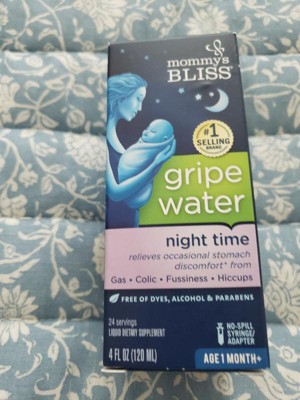 mommy's
BLISS
#1
SELLING
BRAND
gripe
water
night time
relieves occasional stomach
discomfort* from
Gas • Colic • Fussiness • Hiccups
FREE OF DYES, ALCOHOL & PARABENS
24 servings
LIQUID DIETARY SUPPLEMENT
4 FL OZ (120 ML)
NO-SPILL
SYRINGE/
ADAPTER
AGE 1 MONTH+